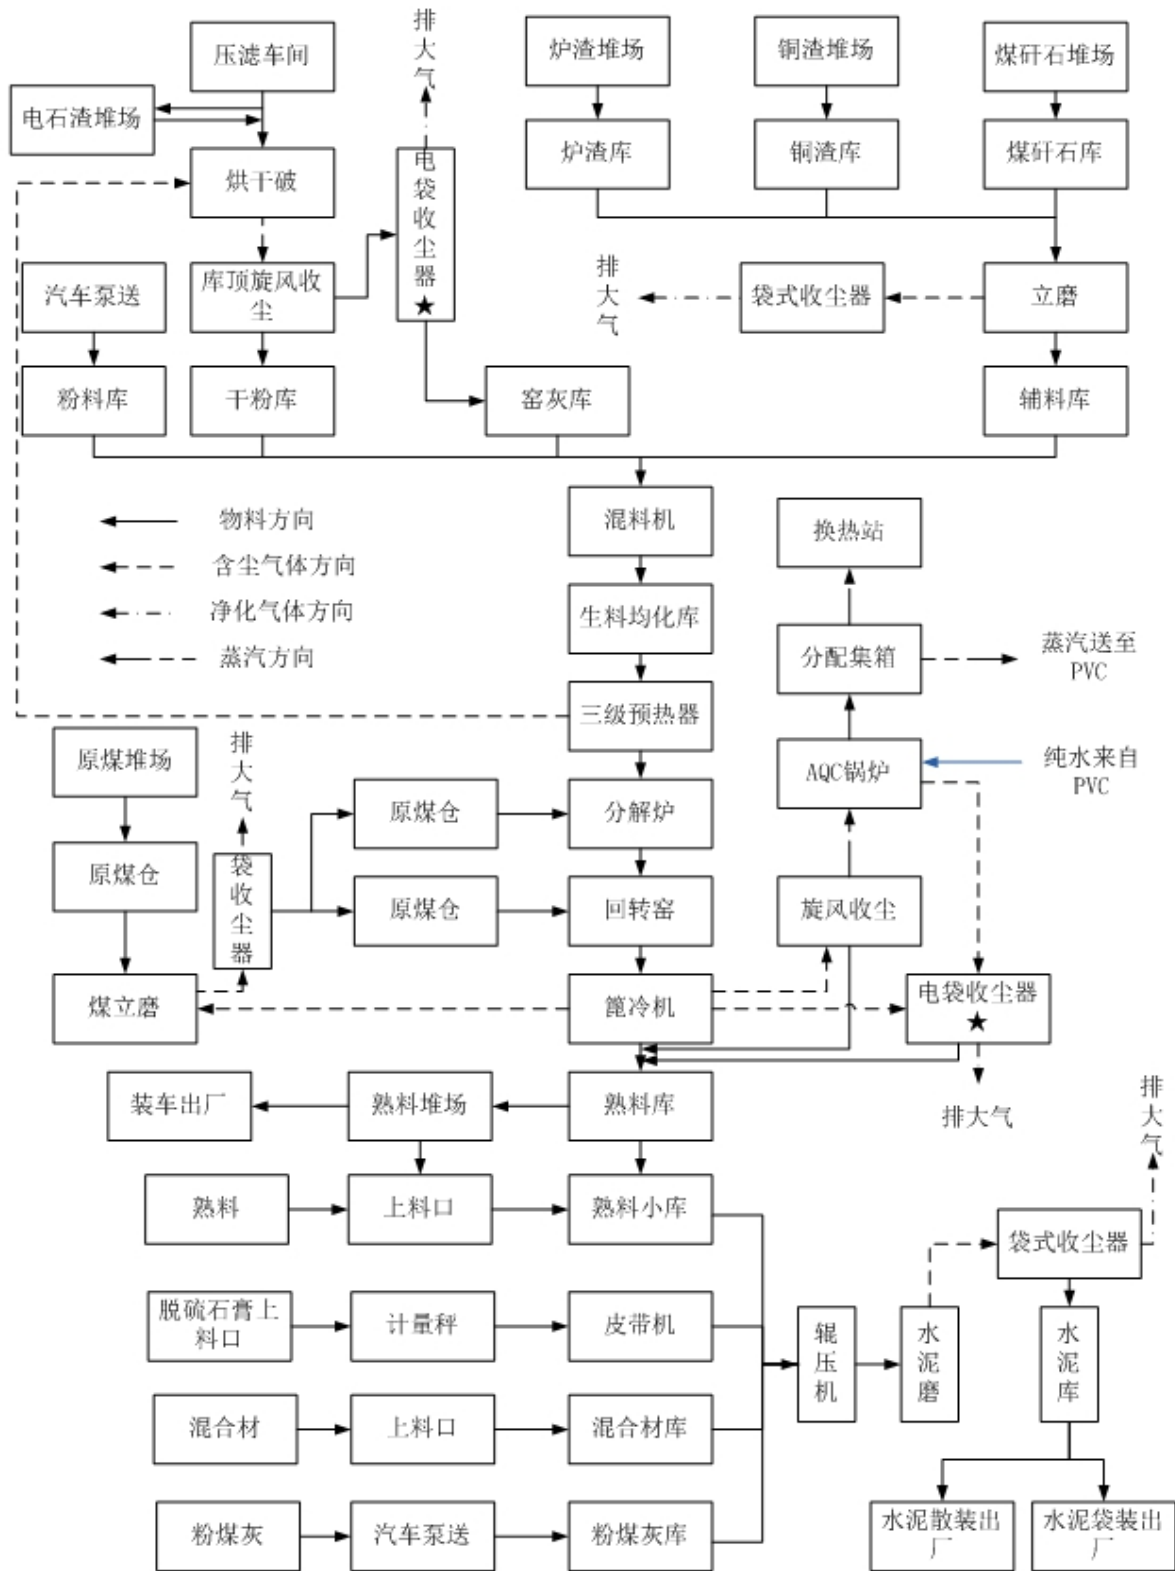 压滤车间
排大气
炉渣堆场
铜渣堆场
煤矸石堆场
电石渣堆场
烘干破
电袋收尘器★
炉渣库
铜渣库
煤矸石库
汽车泵送
库顶旋风收
尘
排大气
袋式收尘器
立磨
粉料库
干粉库
窑灰库
辅料库
物料方向
含尘气体方向
净化气体方向
蒸汽方向
混料机
换热站
生料均化库
分配集箱
蒸汽送至
PVC
三级预热器
原煤堆场
排大气
原煤仓
分解炉
AQC锅炉
纯水来自
PVC
原煤仓
袋收尘器
原煤仓
回转窑
旋风收尘
煤立磨
篦冷机
电袋收尘器
★
装车出厂
熟料堆场
熟料库
排大气
排大气
熟料
上料口
熟料小库
袋式收尘器
脱硫石膏上
料口
计量秤
皮带机
辊压机
水泥磨
水泥库
混合材
上料口
混合材库
粉煤灰
汽车泵送
粉煤灰库
水泥散装出
厂
水泥袋装出
厂